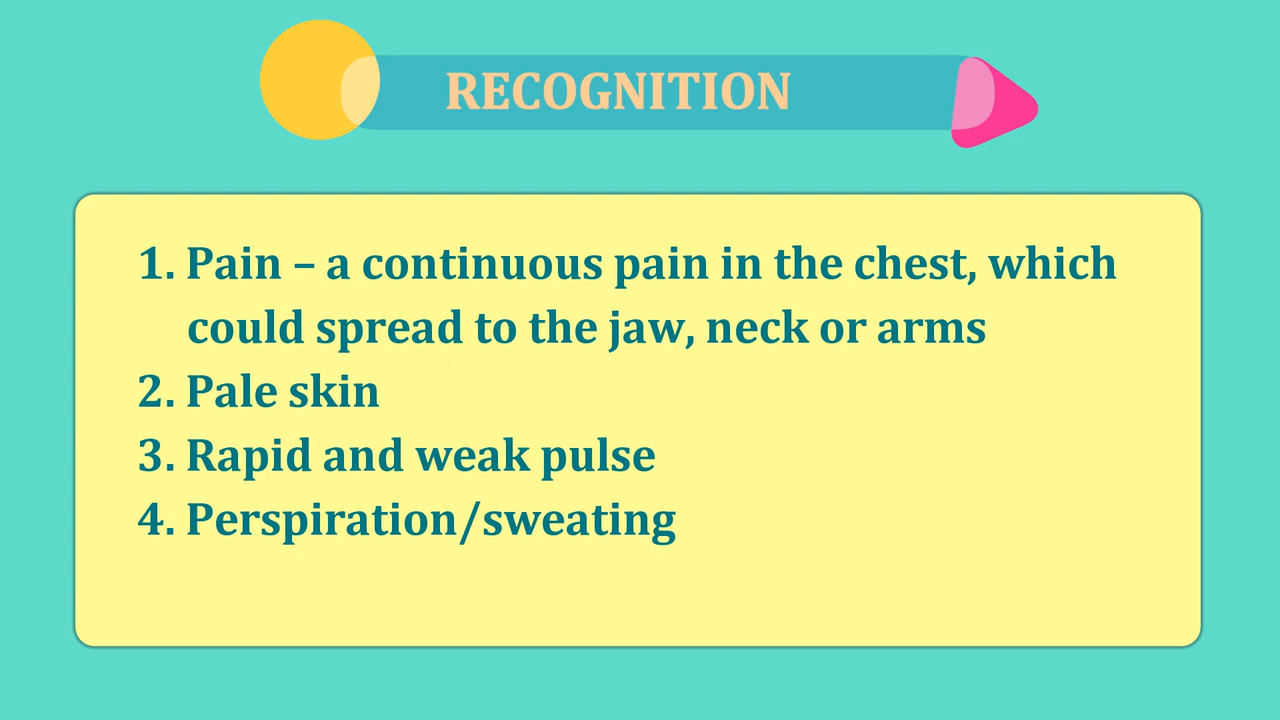 RECOGNITION
1. Pain – a continuous pain in the chest, which
could spread to the jaw, neck or arms
2. Pale skin
3. Rapid and weak pulse
4. Perspiration/sweating